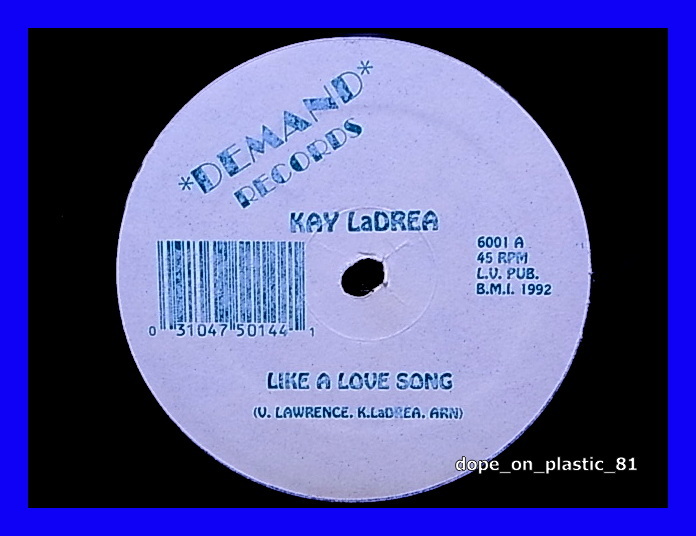 *DEMAND*
RECORDS
KAY LaDREA
6001 A
45 RPM
L.V. PUB.
B.M.I. 1992
0 31047 50144 1
LIKE A LOVE SONG
(V. LAWRENCE, K.LaDREA, ARN)
dope_on_plastic_81